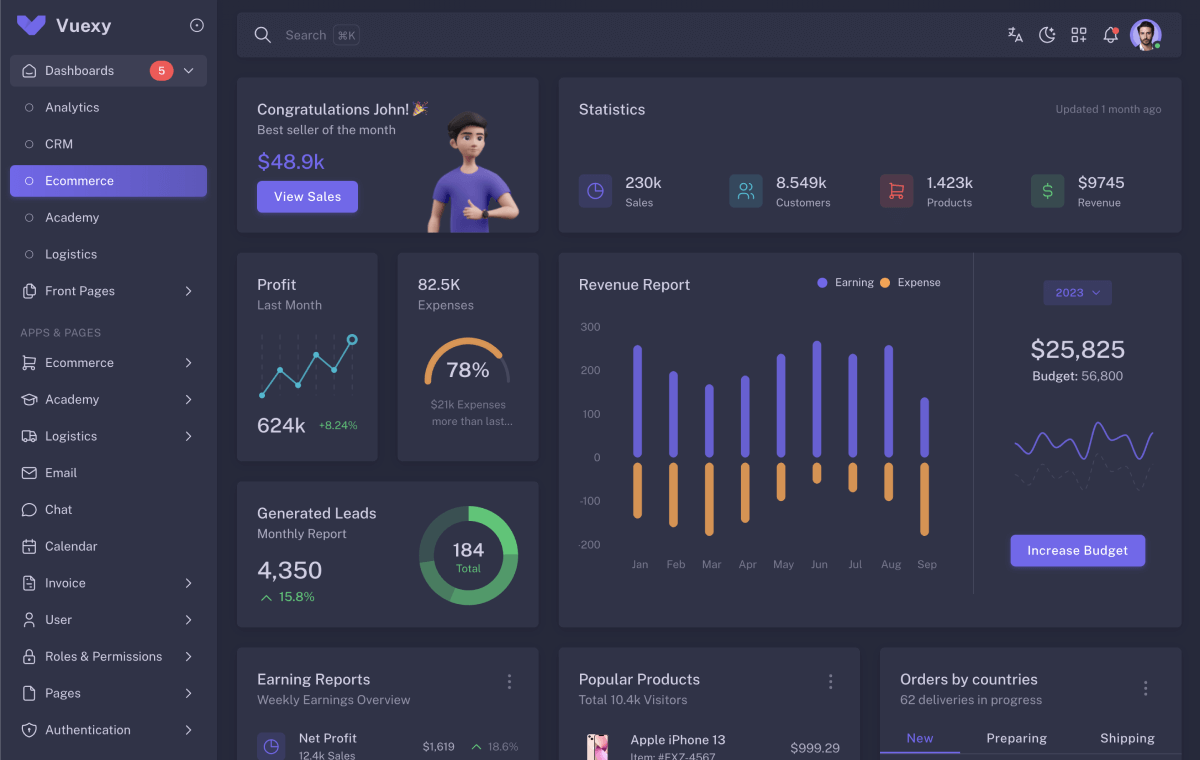 Vuexy
Dashboards 5
Analytics
CRM
Ecommerce
Academy
Logistics
Front Pages
APPS & PAGES
Ecommerce
Academy
Logistics
Email
Chat
Calendar
Invoice
User
Roles & Permissions
Pages
Authentication
Search ⌘K
Congratulations John! 🎉
Best seller of the month
$48.9k
View Sales
Statistics
Updated 1 month ago
230k
Sales
8.549k
Customers
1.423k
Products
$9745
Revenue
Profit
Last Month
624k +8.24%
82.5K
Expenses
78%
$21k Expenses
more than last...
Generated Leads
Monthly Report
4,350
15.8%
184
Total
Revenue Report
Earning Expense
300
200
100
0
-100
-200
Jan Feb Mar Apr May Jun Jul Aug Sep
2023
$25,825
Budget: 56,800
Increase Budget
Earning Reports
Weekly Earnings Overview
Net Profit
12.4k Sales
$1,619 18.6%
Popular Products
Total 10.4k Visitors
Apple iPhone 13
Item: #FXZ-4567
$999.29
Orders by countries
62 deliveries in progress
New Preparing Shipping